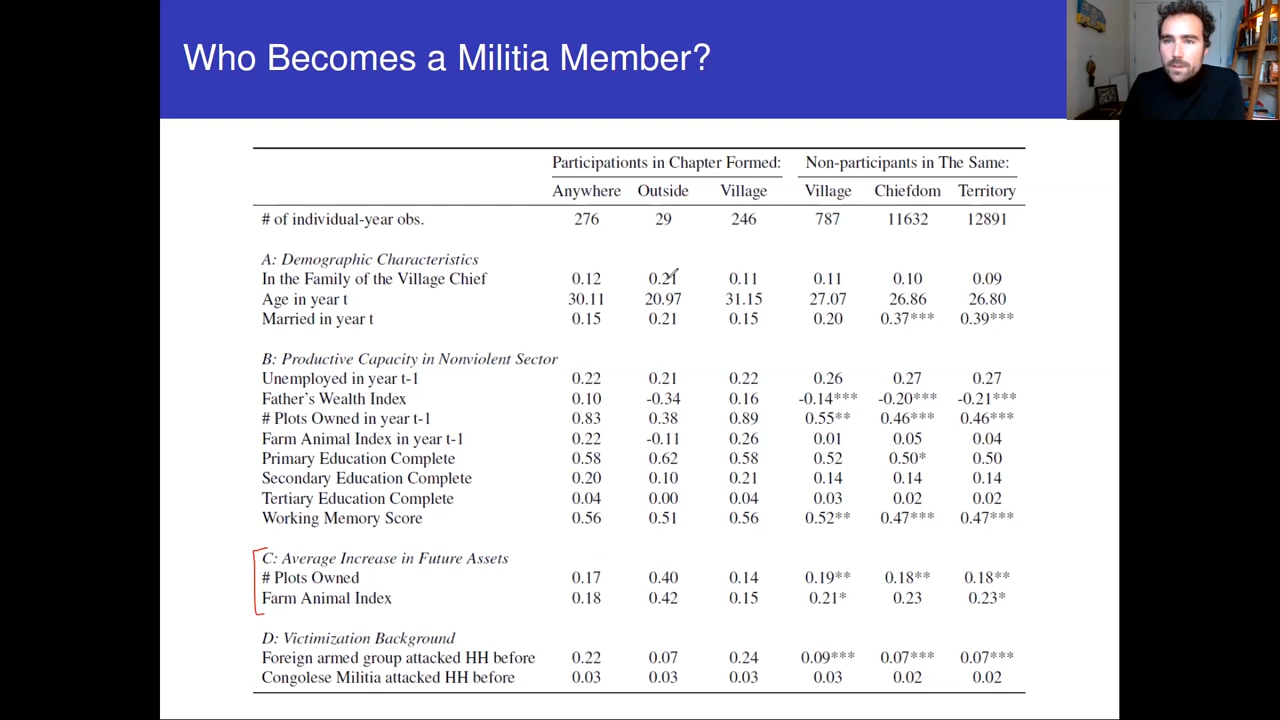 Who Becomes a Militia Member?
Participationts in Chapter Formed: Non-participants in The Same:
Anywhere Outside Village Village Chiefdom Territory
# of individual-year obs. 276 29 246 787 11632 12891
A: Demographic Characteristics
In the Family of the Village Chief 0.12 0.21 0.11 0.11 0.10 0.09
Age in year t 30.11 20.97 31.15 27.07 26.86 26.80
Married in year t 0.15 0.21 0.15 0.20 0.37*** 0.39***
B: Productive Capacity in Nonviolent Sector
Unemployed in year t-1 0.22 0.21 0.22 0.26 0.27 0.27
Father's Wealth Index 0.10 -0.34 0.16 -0.14*** -0.20*** -0.21***
# Plots Owned in year t-1 0.83 0.38 0.89 0.55** 0.46*** 0.46***
Farm Animal Index in year t-1 0.22 -0.11 0.26 0.01 0.05 0.04
Primary Education Complete 0.58 0.62 0.58 0.52 0.50* 0.50
Secondary Education Complete 0.20 0.10 0.21 0.14 0.14 0.14
Tertiary Education Complete 0.04 0.00 0.04 0.03 0.02 0.02
Working Memory Score 0.56 0.51 0.56 0.52** 0.47*** 0.47***
C: Average Increase in Future Assets
# Plots Owned 0.17 0.40 0.14 0.19** 0.18** 0.18**
Farm Animal Index 0.18 0.42 0.15 0.21* 0.23 0.23*
D: Victimization Background
Foreign armed group attacked HH before 0.22 0.07 0.24 0.09*** 0.07*** 0.07***
Congolese Militia attacked HH before 0.03 0.03 0.03 0.03 0.02 0.02